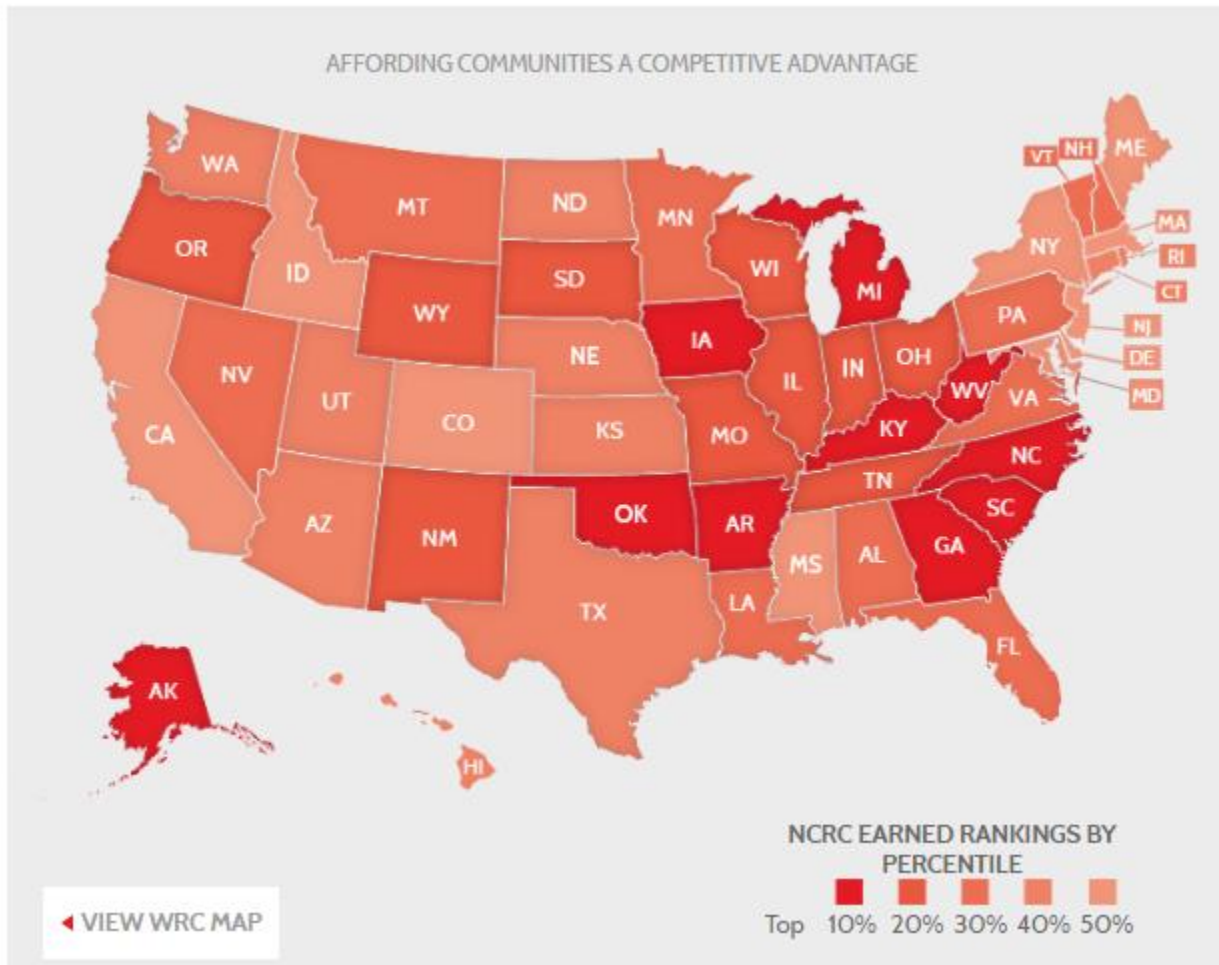 AFFORDING COMMUNITIES A COMPETITIVE ADVANTAGE
WA
MT
ND
MN
VT
NH
ME
OR
ID
SD
WI
MI
NY
MA
RI
CT
WY
IA
PA
NJ
NV
NE
IL
IN
OH
DE
UT
CO
KS
MO
WV
VA
MD
CA
KY
AZ
NM
OK
AR
TN
NC
SC
MS
AL
GA
TX
LA
FL
AK
HI
NCRC EARNED RANKINGS BY
PERCENTILE
Top 10% 20% 30% 40% 50%
VIEW WRC MAP